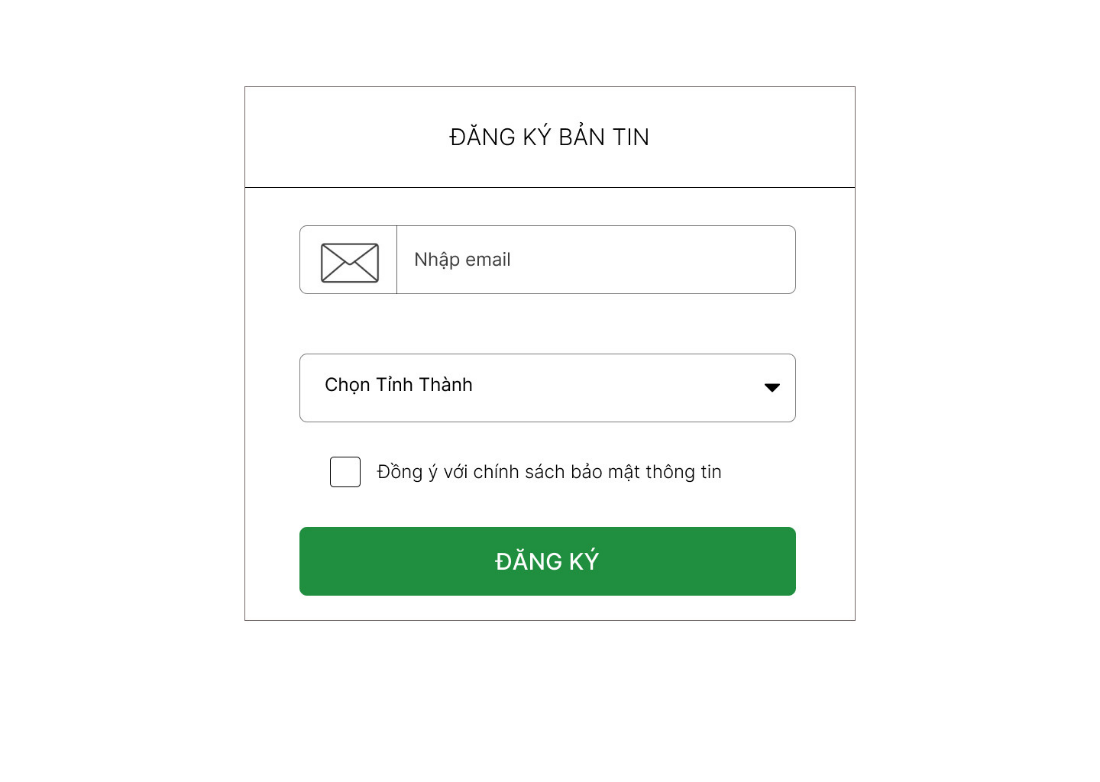 ĐĂNG KÝ BẢN TIN
Nhập email
Chọn Tỉnh Thành
Đồng ý với chính sách bảo mật thông tin
ĐĂNG KÝ